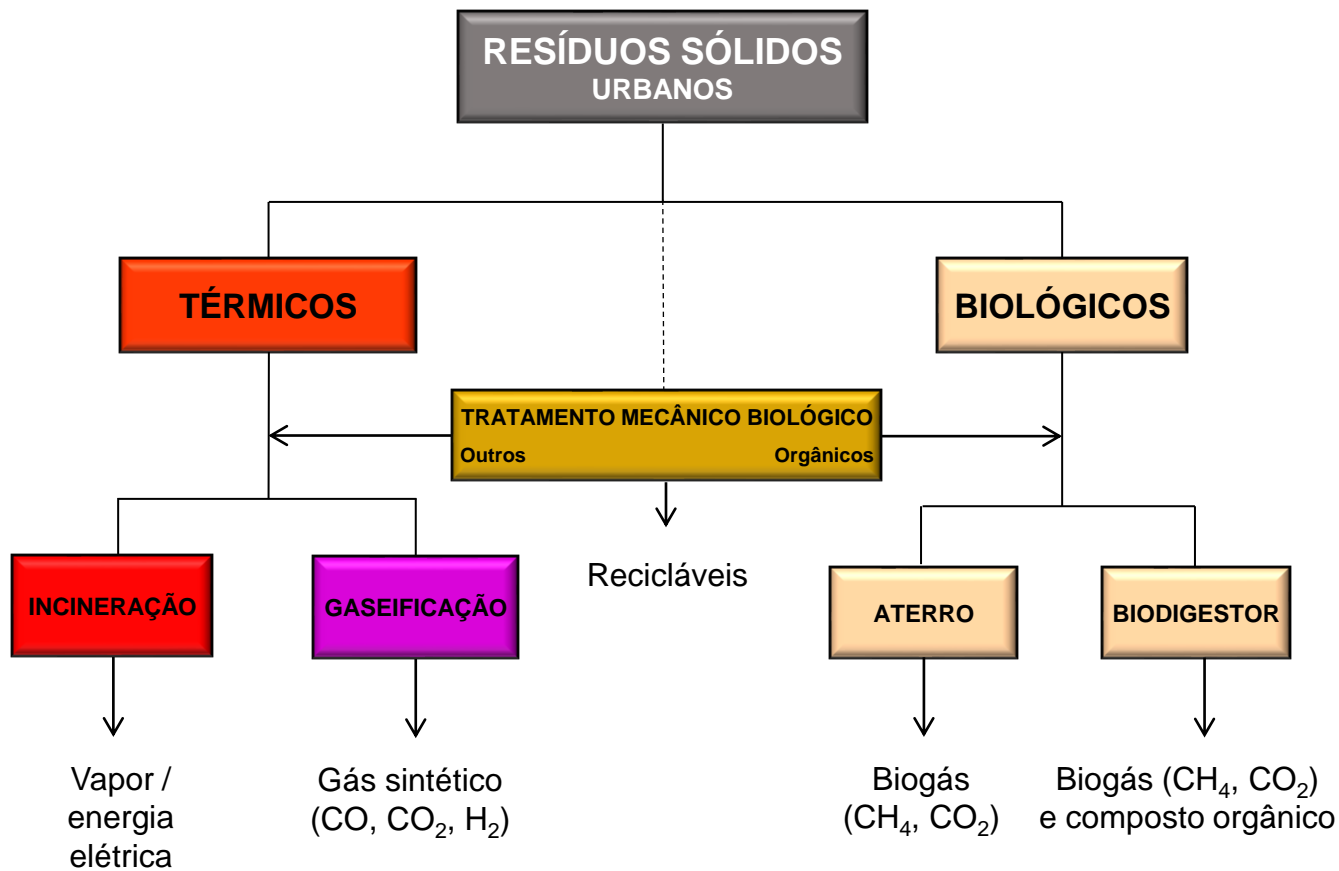 RESÍDUOS SÓLIDOS
URBANOS
TÉRMICOS
BIOLÓGICOS
TRATAMENTO MECÂNICO BIOLÓGICO
Outros
Orgânicos
INCINERAÇÃO
GASEIFICAÇÃO
Recicláveis
ATERRO
BIODIGESTOR
Vapor /
energia
elétrica
Gás sintético
(CO, CO₂, H₂)
Biogás
(CH₄, CO₂)
Biogás (CH₄, CO₂)
e composto orgânico